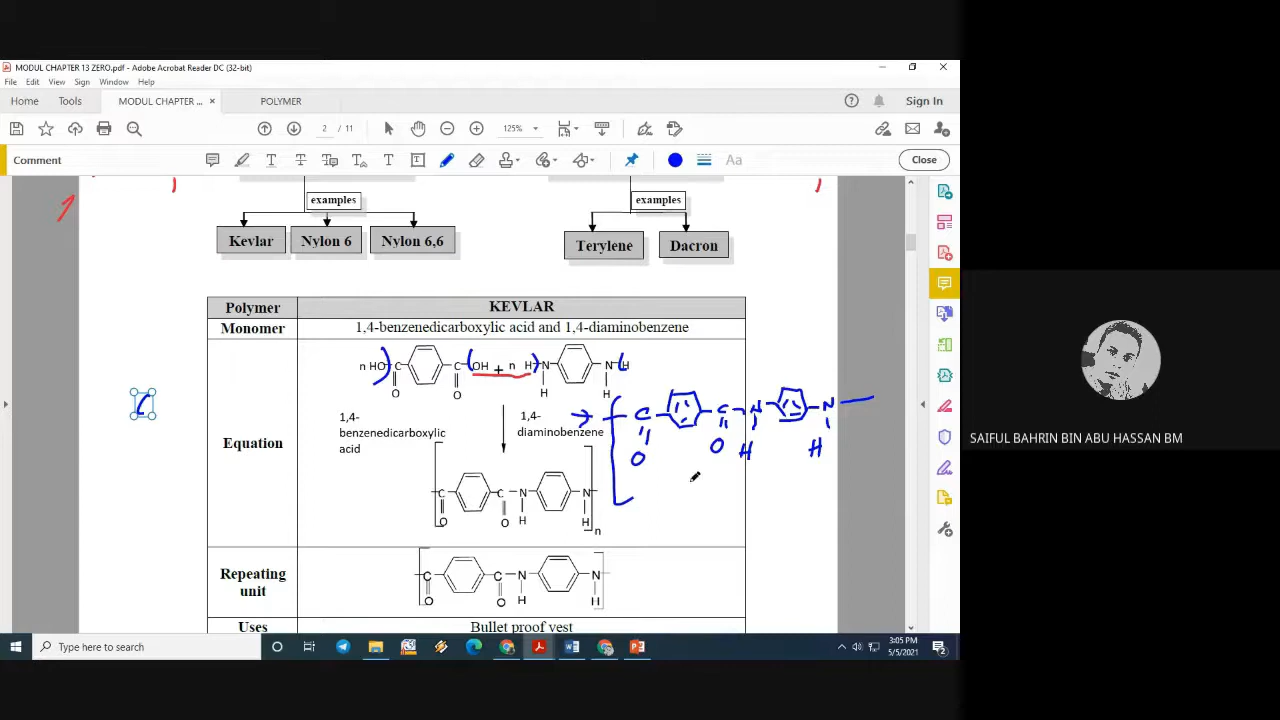 MODUL CHAPTER 13 ZERO.pdf - Adobe Acrobat Reader DC (32-bit)
File Edit View Sign Window Help
Home Tools MODUL CHAPTER ... × POLYMER Sign In
2 / 11 125%
Comment Aa Close
examples examples
Kevlar Nylon 6 Nylon 6,6 Terylene Dacron
Polymer KEVLAR
Monomer 1,4-benzenedicarboxylic acid and 1,4-diaminobenzene
Equation
n HO C C OH + n H N N H
O O H H
1,4-
benzenedicarboxylic
acid
1,4-
diaminobenzene
C C N N
O O H H
C C N N
O O H H n
Repeating
unit
C C N N
O O H H
Uses Bullet proof vest
SAIFUL BAHRIN BIN ABU HASSAN BM
Type here to search
3:05 PM
5/5/2021
2